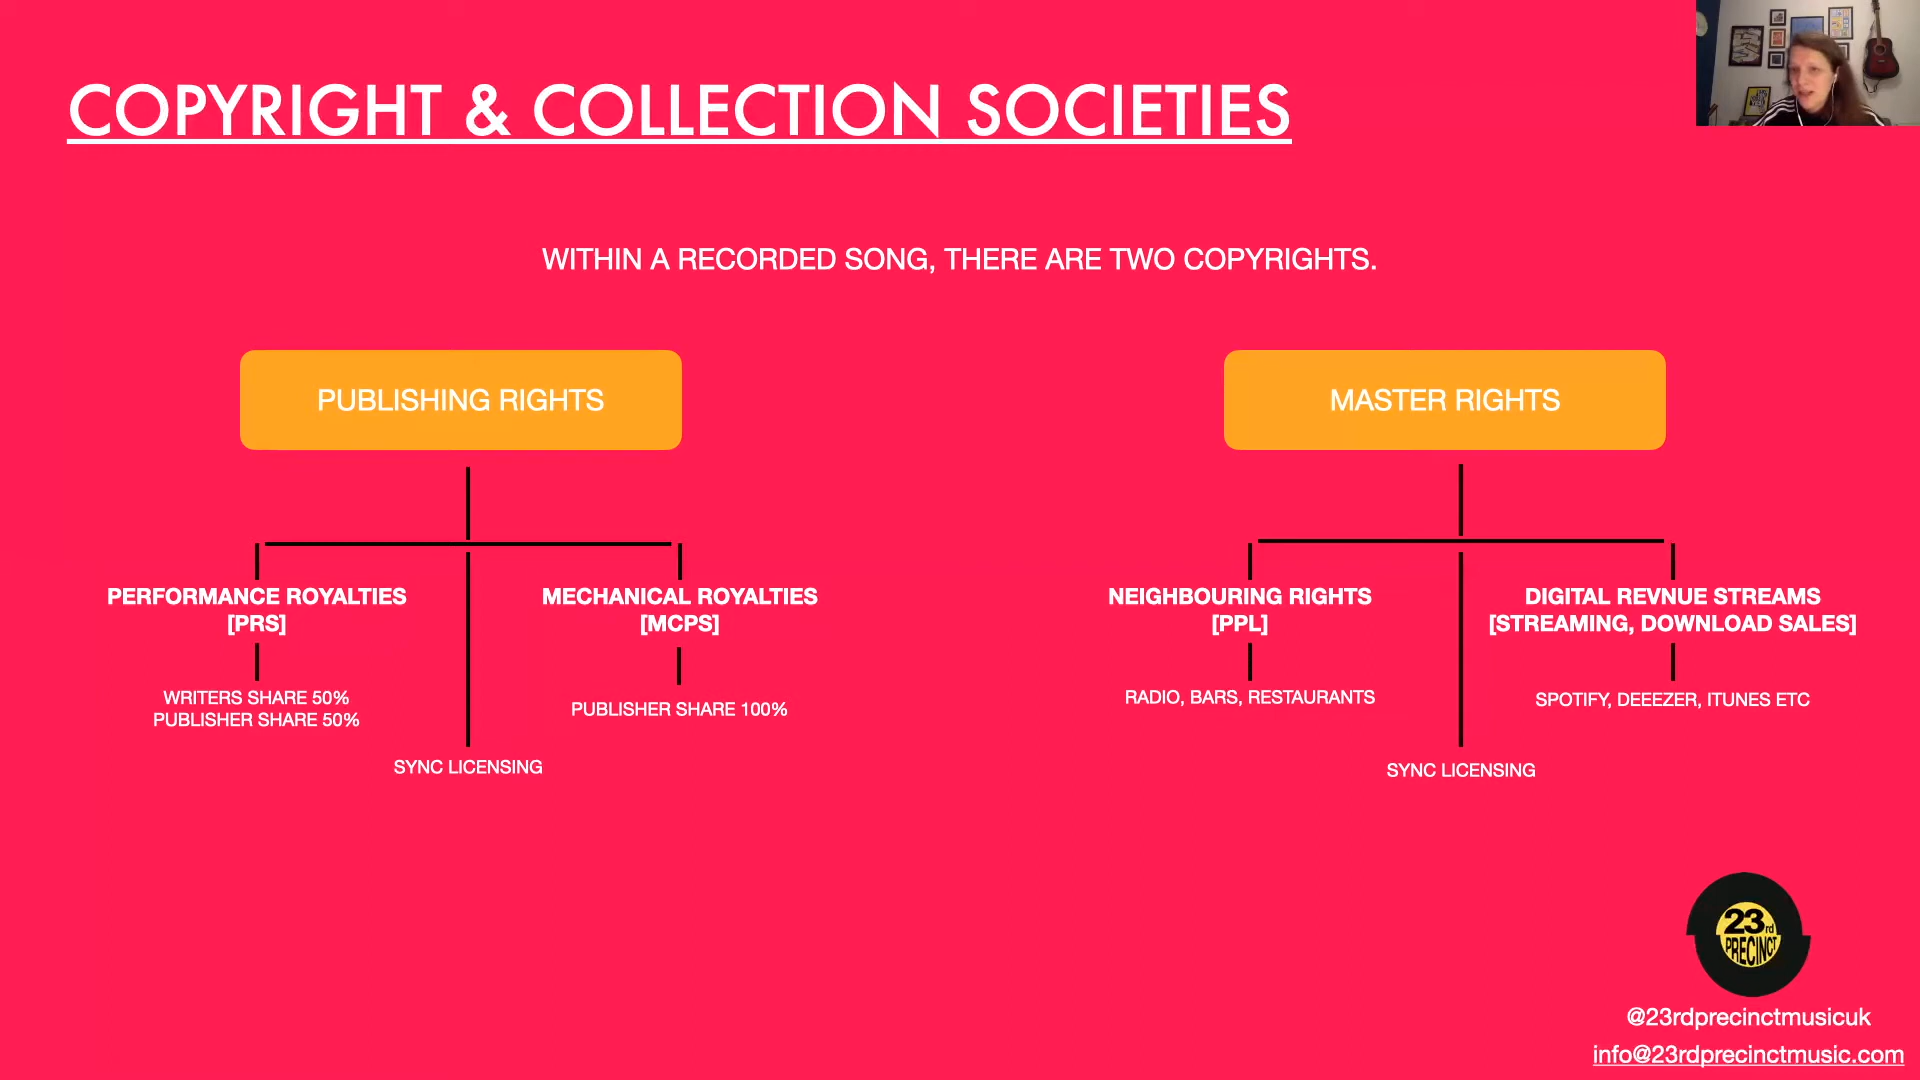 COPYRIGHT & COLLECTION SOCIETIES
WITHIN A RECORDED SONG, THERE ARE TWO COPYRIGHTS.
PUBLISHING RIGHTS
PERFORMANCE ROYALTIES
[PRS]
WRITERS SHARE 50%
PUBLISHER SHARE 50%
MECHANICAL ROYALTIES
[MCPS]
PUBLISHER SHARE 100%
SYNC LICENSING
MASTER RIGHTS
NEIGHBOURING RIGHTS
[PPL]
RADIO, BARS, RESTAURANTS
DIGITAL REVNUE STREAMS
[STREAMING, DOWNLOAD SALES]
SPOTIFY, DEEEZER, ITUNES ETC
SYNC LICENSING
23rd
PRECINCT
@23rdprecinctmusicuk
info@23rdprecinctmusic.com